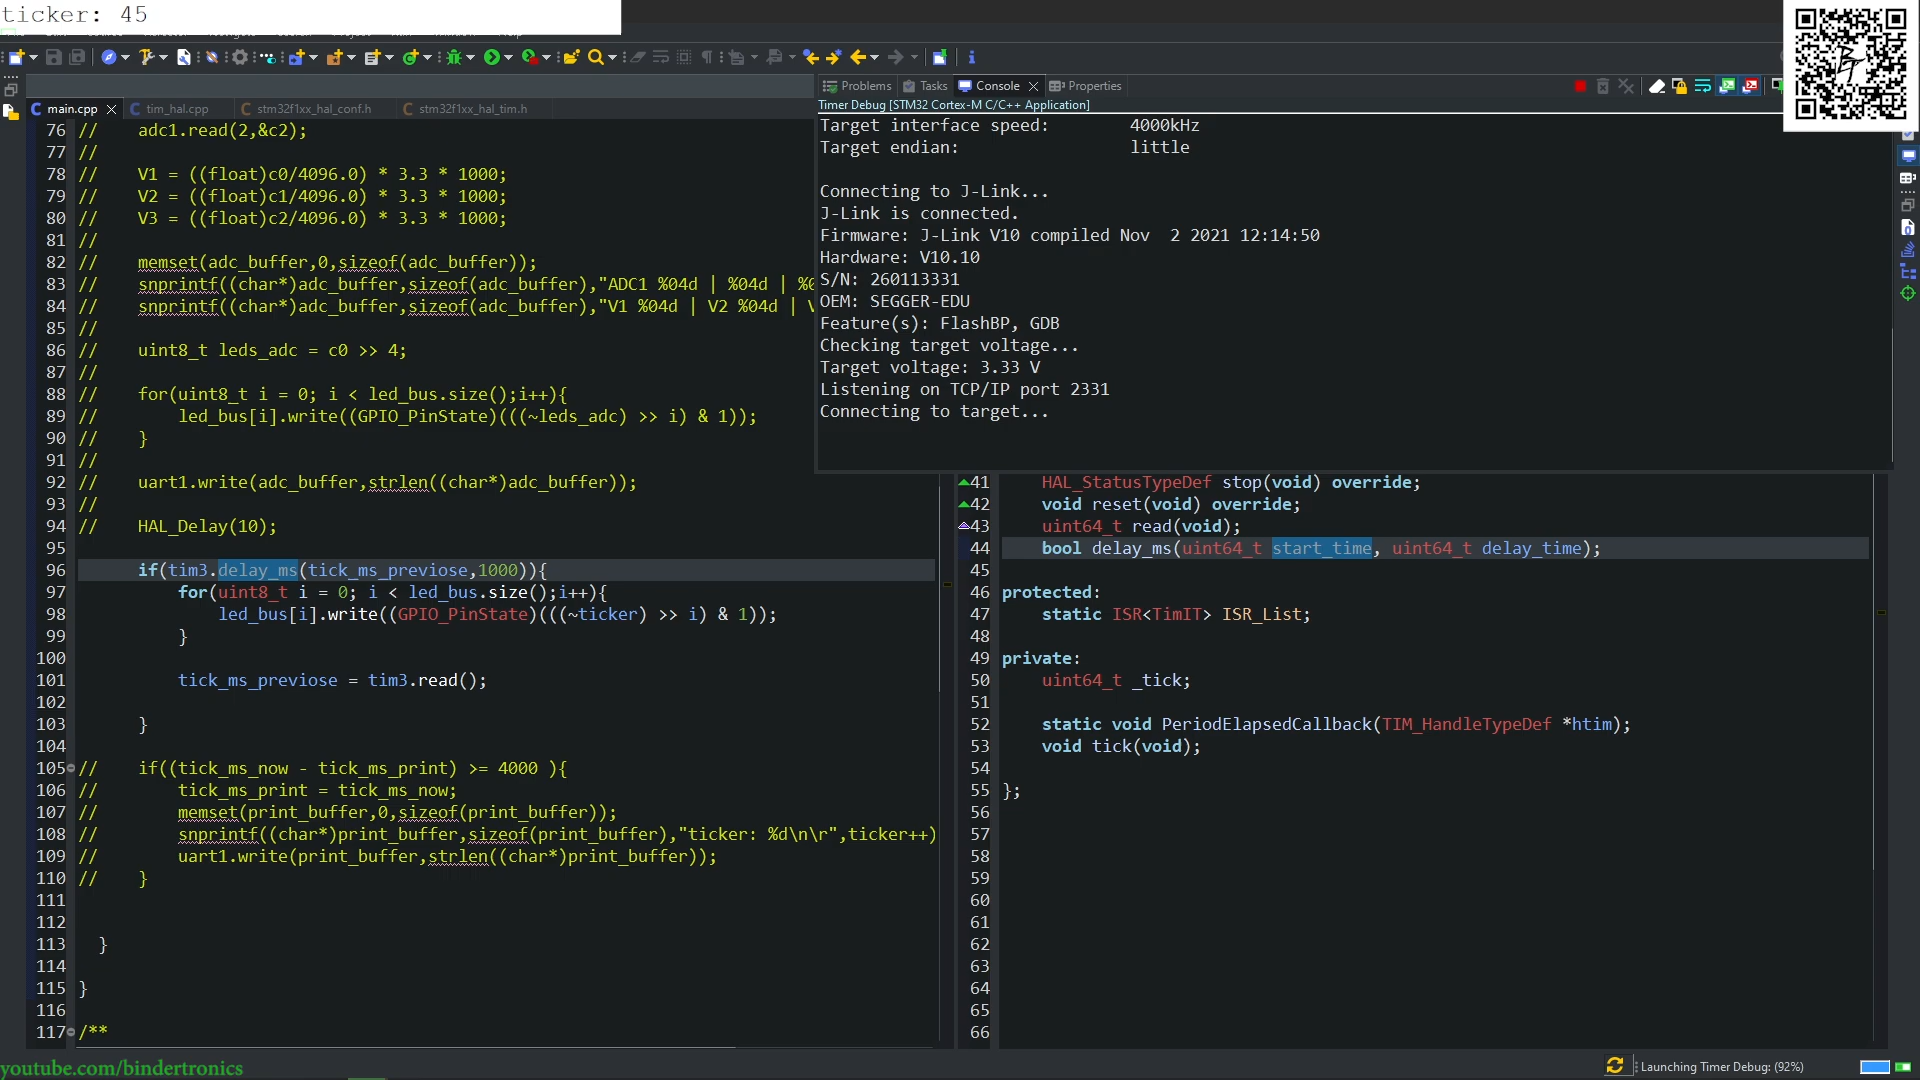 ticker: 45
main.cpp
tim_hal.cpp
stm32f1xx_hal_conf.h
stm32f1xx_hal_tim.h
76 // adc1.read(2,&c2);
77 //
78 // V1 = ((float)c0/4096.0) * 3.3 * 1000;
79 // V2 = ((float)c1/4096.0) * 3.3 * 1000;
80 // V3 = ((float)c2/4096.0) * 3.3 * 1000;
81 //
82 // memset(adc_buffer,0,sizeof(adc_buffer));
83 // snprintf((char*)adc_buffer,sizeof(adc_buffer),"ADC1 %04d | %04d | %0
84 // snprintf((char*)adc_buffer,sizeof(adc_buffer),"V1 %04d | V2 %04d | V
85 //
86 // uint8_t leds_adc = c0 >> 4;
87 //
88 // for(uint8_t i = 0; i < led_bus.size();i++){
89 // led_bus[i].write((GPIO_PinState)(((~leds_adc) >> i) & 1));
90 // }
91 //
92 // uart1.write(adc_buffer,strlen((char*)adc_buffer));
93 //
94 // HAL_Delay(10);
95
96 if(tim3.delay_ms(tick_ms_previose,1000)){
97 for(uint8_t i = 0; i < led_bus.size();i++){
98 led_bus[i].write((GPIO_PinState)(((~ticker) >> i) & 1));
99 }
100
101 tick_ms_previose = tim3.read();
102
103 }
104
105 // if((tick_ms_now - tick_ms_print) >= 4000 ){
106 // tick_ms_print = tick_ms_now;
107 // memset(print_buffer,0,sizeof(print_buffer));
108 // snprintf((char*)print_buffer,sizeof(print_buffer),"ticker: %d\n\r",ticker++)
109 // uart1.write(print_buffer,strlen((char*)print_buffer));
110 // }
111
112
113 }
114
115 }
116
117 /**
Problems
Tasks
Console
Properties
Timer Debug [STM32 Cortex-M C/C++ Application]
Target interface speed: 4000kHz
Target endian: little
Connecting to J-Link...
J-Link is connected.
Firmware: J-Link V10 compiled Nov  2 2021 12:14:50
Hardware: V10.10
S/N: 260113331
OEM: SEGGER-EDU
Feature(s): FlashBP, GDB
Checking target voltage...
Target voltage: 3.33 V
Listening on TCP/IP port 2331
Connecting to target...
41 HAL_StatusTypeDef stop(void) override;
42 void reset(void) override;
43 uint64_t read(void);
44 bool delay_ms(uint64_t start_time, uint64_t delay_time);
45
46 protected:
47 static ISR<TimIT> ISR_List;
48
49 private:
50 uint64_t _tick;
51
52 static void PeriodElapsedCallback(TIM_HandleTypeDef *htim);
53 void tick(void);
54
55 };
56
57
58
59
60
61
62
63
64
65
66
youtube.com/bindertronics
Launching Timer Debug: (92%)